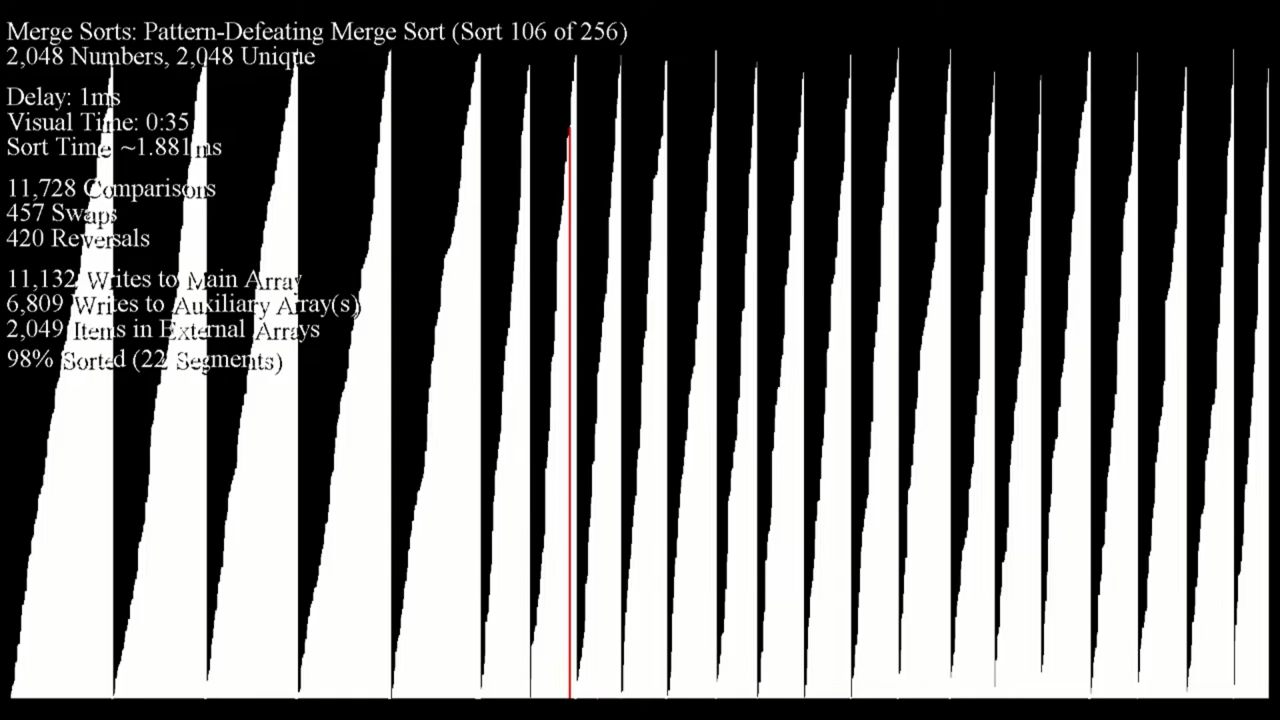 Merge Sorts: Pattern-Defeating Merge Sort (Sort 106 of 256)
2,048 Numbers, 2,048 Unique
Delay: 1ms
Visual Time: 0:35
Sort Time: ~1.881ms
11,728 Comparisons
457 Swaps
420 Reversals
11,132 Writes to Main Array
6,809 Writes to Auxiliary Array(s)
2,049 Items in External Arrays
98% Sorted (22 Segments)